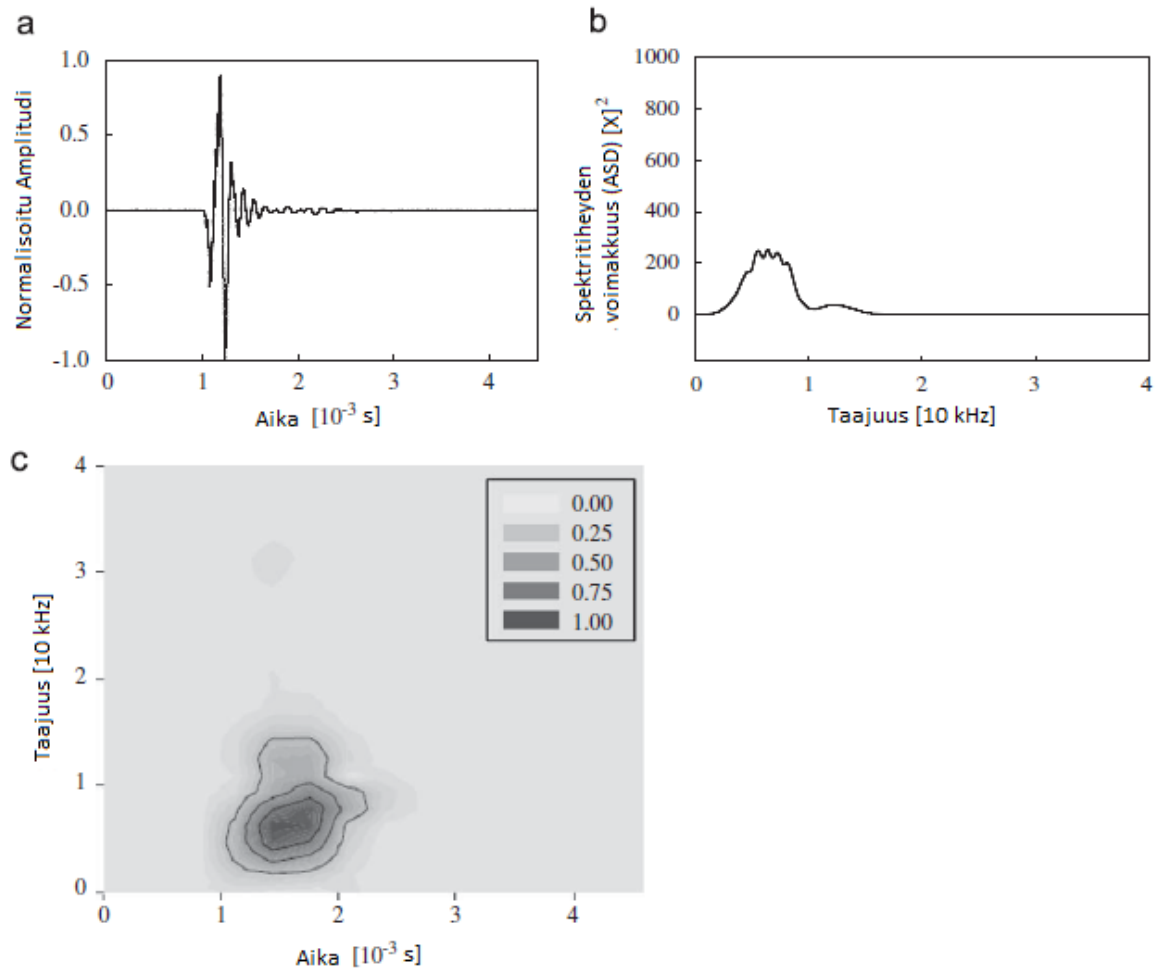 a
1.0
0.5
0.0
-0.5
-1.0
Normalisoitu Amplitudi
0 1 2 3 4
Aika [10⁻³ s]
b
1000
800
600
400
200
0
Spektritiheyden
. voimakkuus (ASD) [X]²
0 1 2 3 4
Taajuus [10 kHz]
c
4
3
2
1
0
Taajuus [10 kHz]
0.00
0.25
0.50
0.75
1.00
0 1 2 3 4
Aika [10⁻³ s]